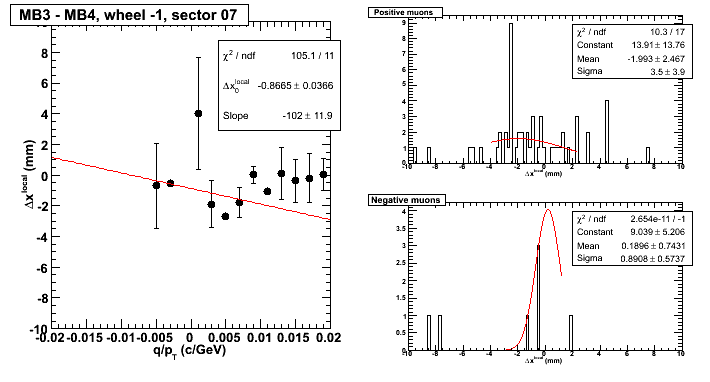 MB3 - MB4, wheel -1, sector 07
χ² / ndf 105.1 / 11
Δx₀^local -0.8665 ± 0.0366
Slope -102 ± 11.9
Δx^local (mm)
8
6
4
2
0
-2
-4
-6
-8
-10
-0.02 -0.015 -0.01 -0.005 0 0.005 0.01 0.015 0.02
q/p_T (c/GeV)
Positive muons
χ² / ndf 10.3 / 17
Constant 13.91 ± 13.76
Mean -1.993 ± 2.467
Sigma 3.5 ± 3.9
9
8
7
6
5
4
3
2
1
0
-10 -8 -6 -4 -2 0 2 4 6 8 10
Δx^local (mm)
Negative muons
χ² / ndf 2.654e-11 / -1
Constant 9.039 ± 5.206
Mean 0.1896 ± 0.7431
Sigma 0.8908 ± 0.5737
4
3.5
3
2.5
2
1.5
1
0.5
0
-10 -8 -6 -4 -2 0 2 4 6 8 10
Δx^local (mm)